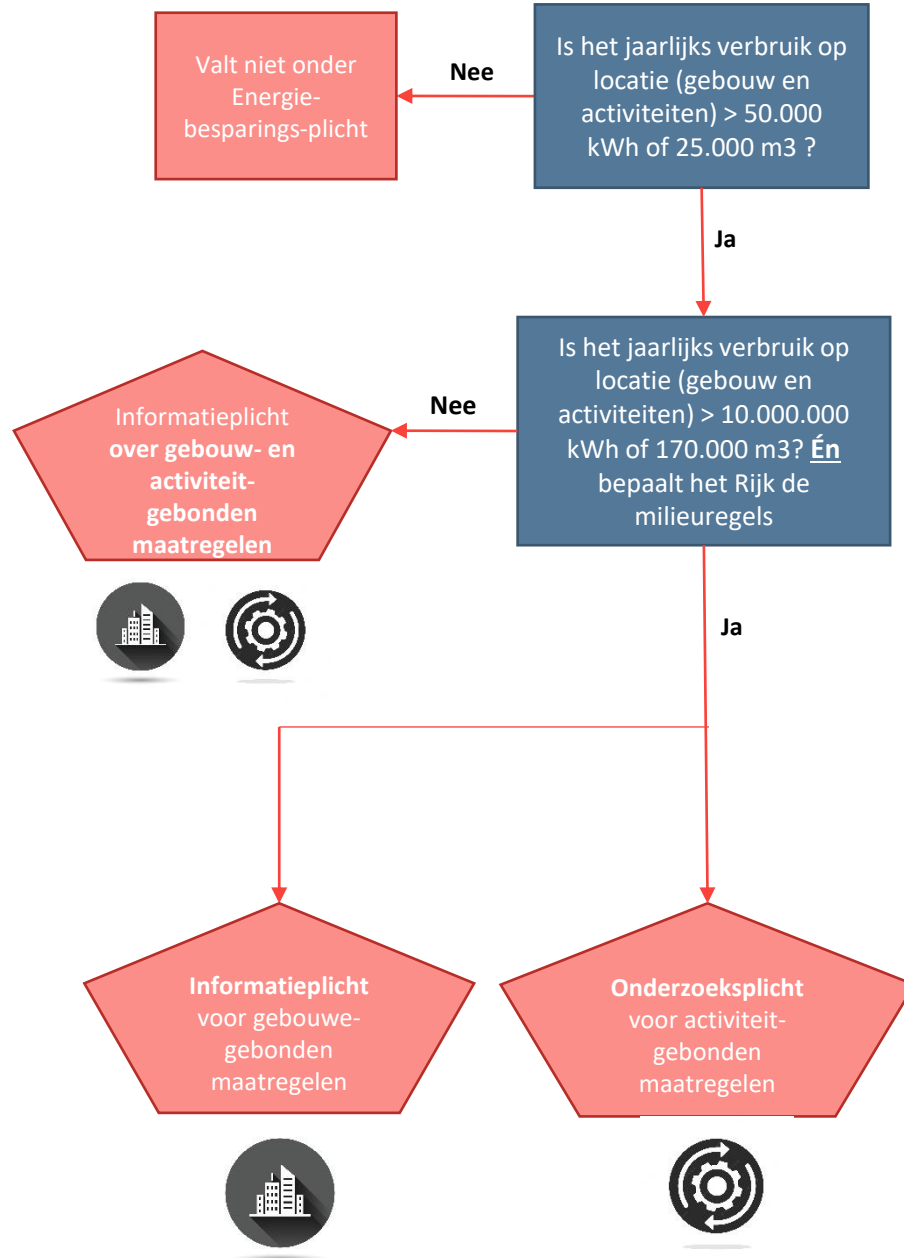 Valt niet onder
Energie-
besparings-plicht
Nee
Is het jaarlijks verbruik op
locatie (gebouw en
activiteiten) > 50.000
kWh of 25.000 m3 ?
Ja
Informatieplicht
over gebouw- en
activiteit-
gebonden
maatregelen
Nee
Is het jaarlijks verbruik op
locatie (gebouw en
activiteiten) > 10.000.000
kWh of 170.000 m3? Én
bepaalt het Rijk de
milieuregels
Ja
Informatieplicht
voor gebouwe-
gebonden
maatregelen
Onderzoeksplicht
voor activiteit-
gebonden
maatregelen